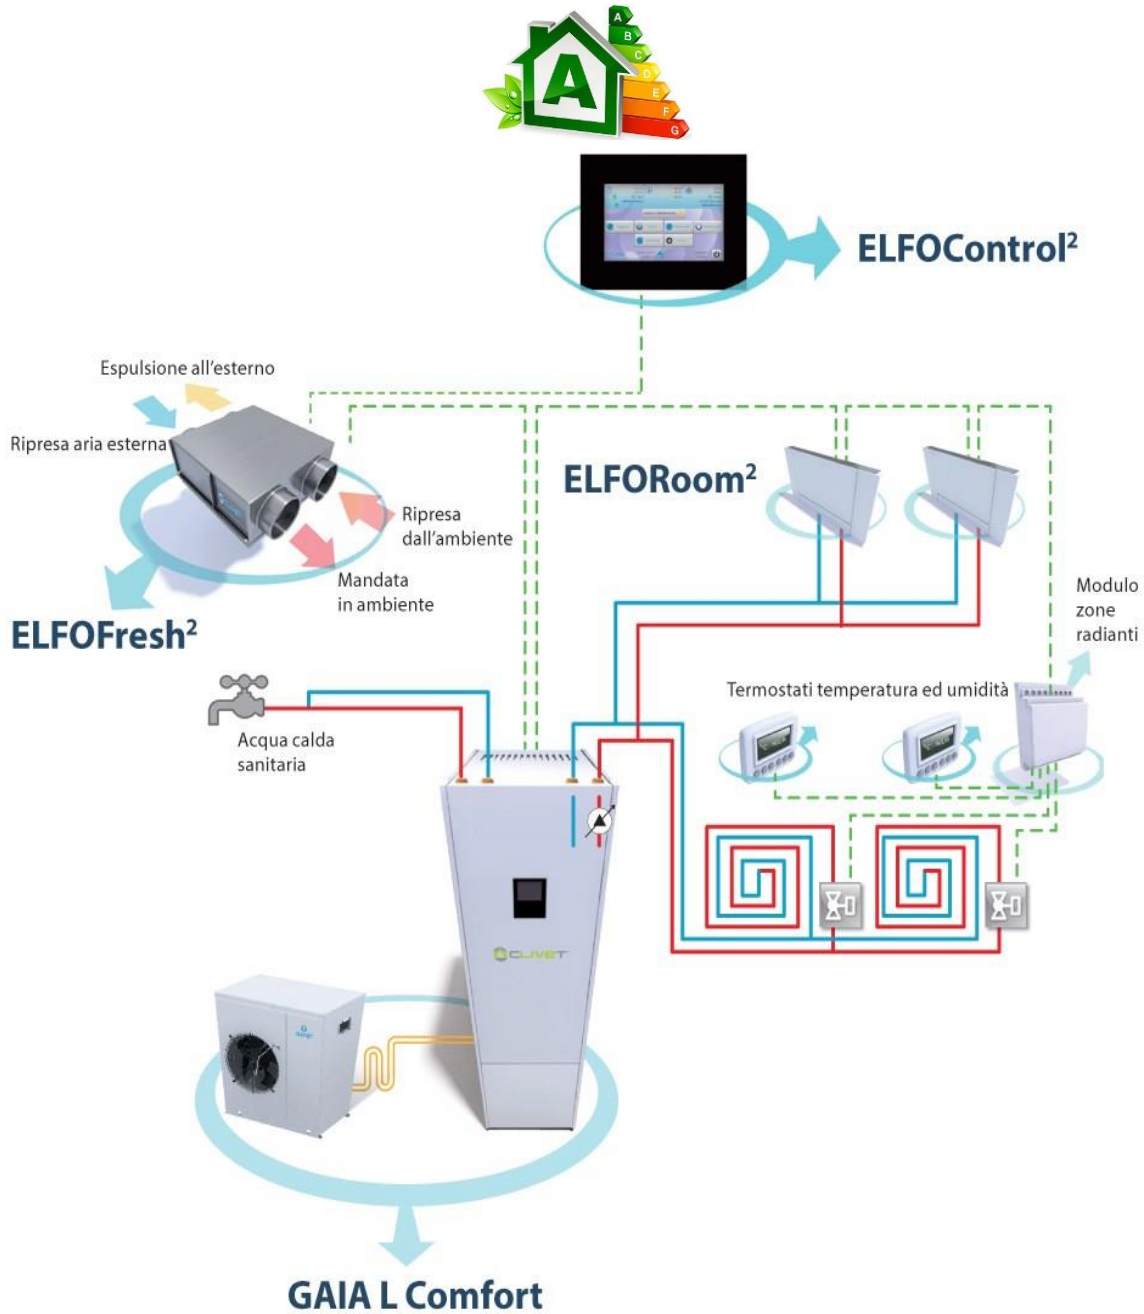 A
A
B
C
D
E
F
G
ELFOControl²
Espulsione all'esterno
Ripresa aria esterna
Ripresa
dall'ambiente
Mandata
in ambiente
ELFOFresh²
ELFORoom²
Modulo
zone
radianti
Termostati temperatura ed umidità
Acqua calda
sanitaria
CLIVET
GAIA L Comfort